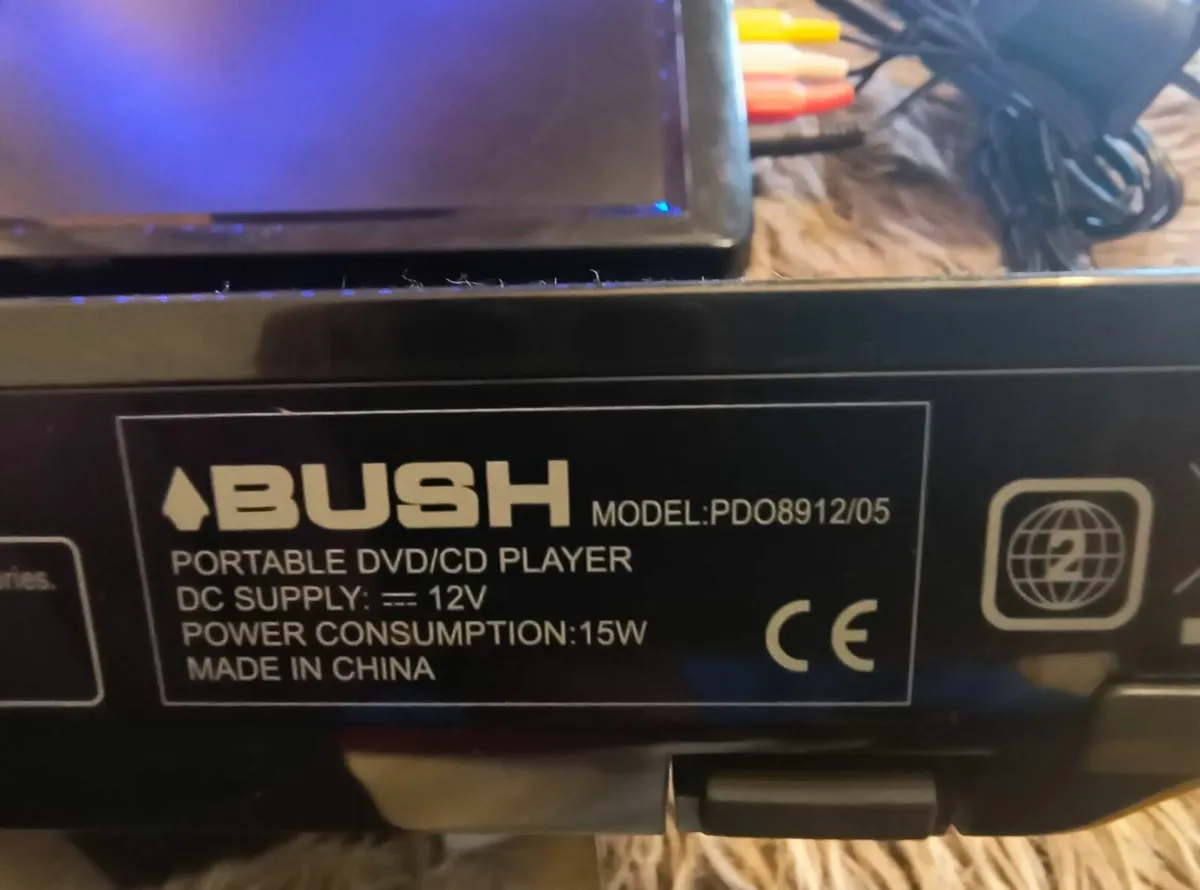 BUSH MODEL:PDO8912/05
PORTABLE DVD/CD PLAYER
DC SUPPLY: ⎓ 12V
POWER CONSUMPTION:15W
MADE IN CHINA
CE
2